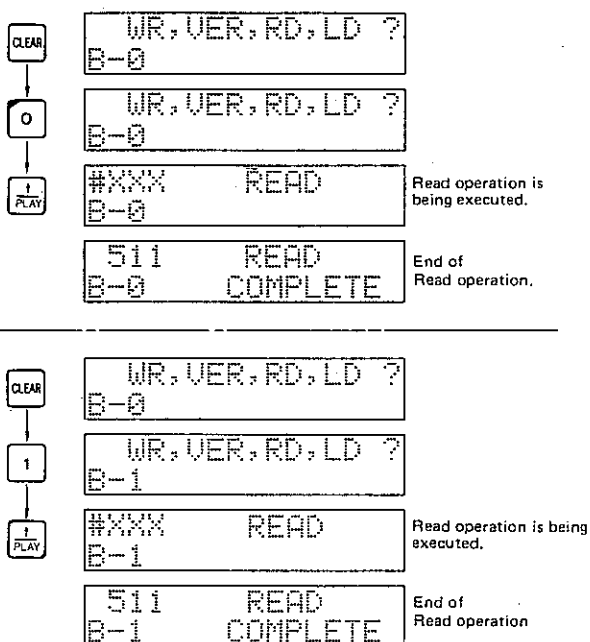 CLEAR
WR,VER,RD,LD ?
B-0
0
WR,VER,RD,LD ?
B-0
↑
PLAY
#XXX READ
B-0
Read operation is
being executed.
511 READ
B-0 COMPLETE
End of
Read operation.
CLEAR
WR,VER,RD,LD ?
B-0
1
WR,VER,RD,LD ?
B-1
↑
PLAY
#XXX READ
B-1
Read operation is being
executed.
511 READ
B-1 COMPLETE
End of
Read operation